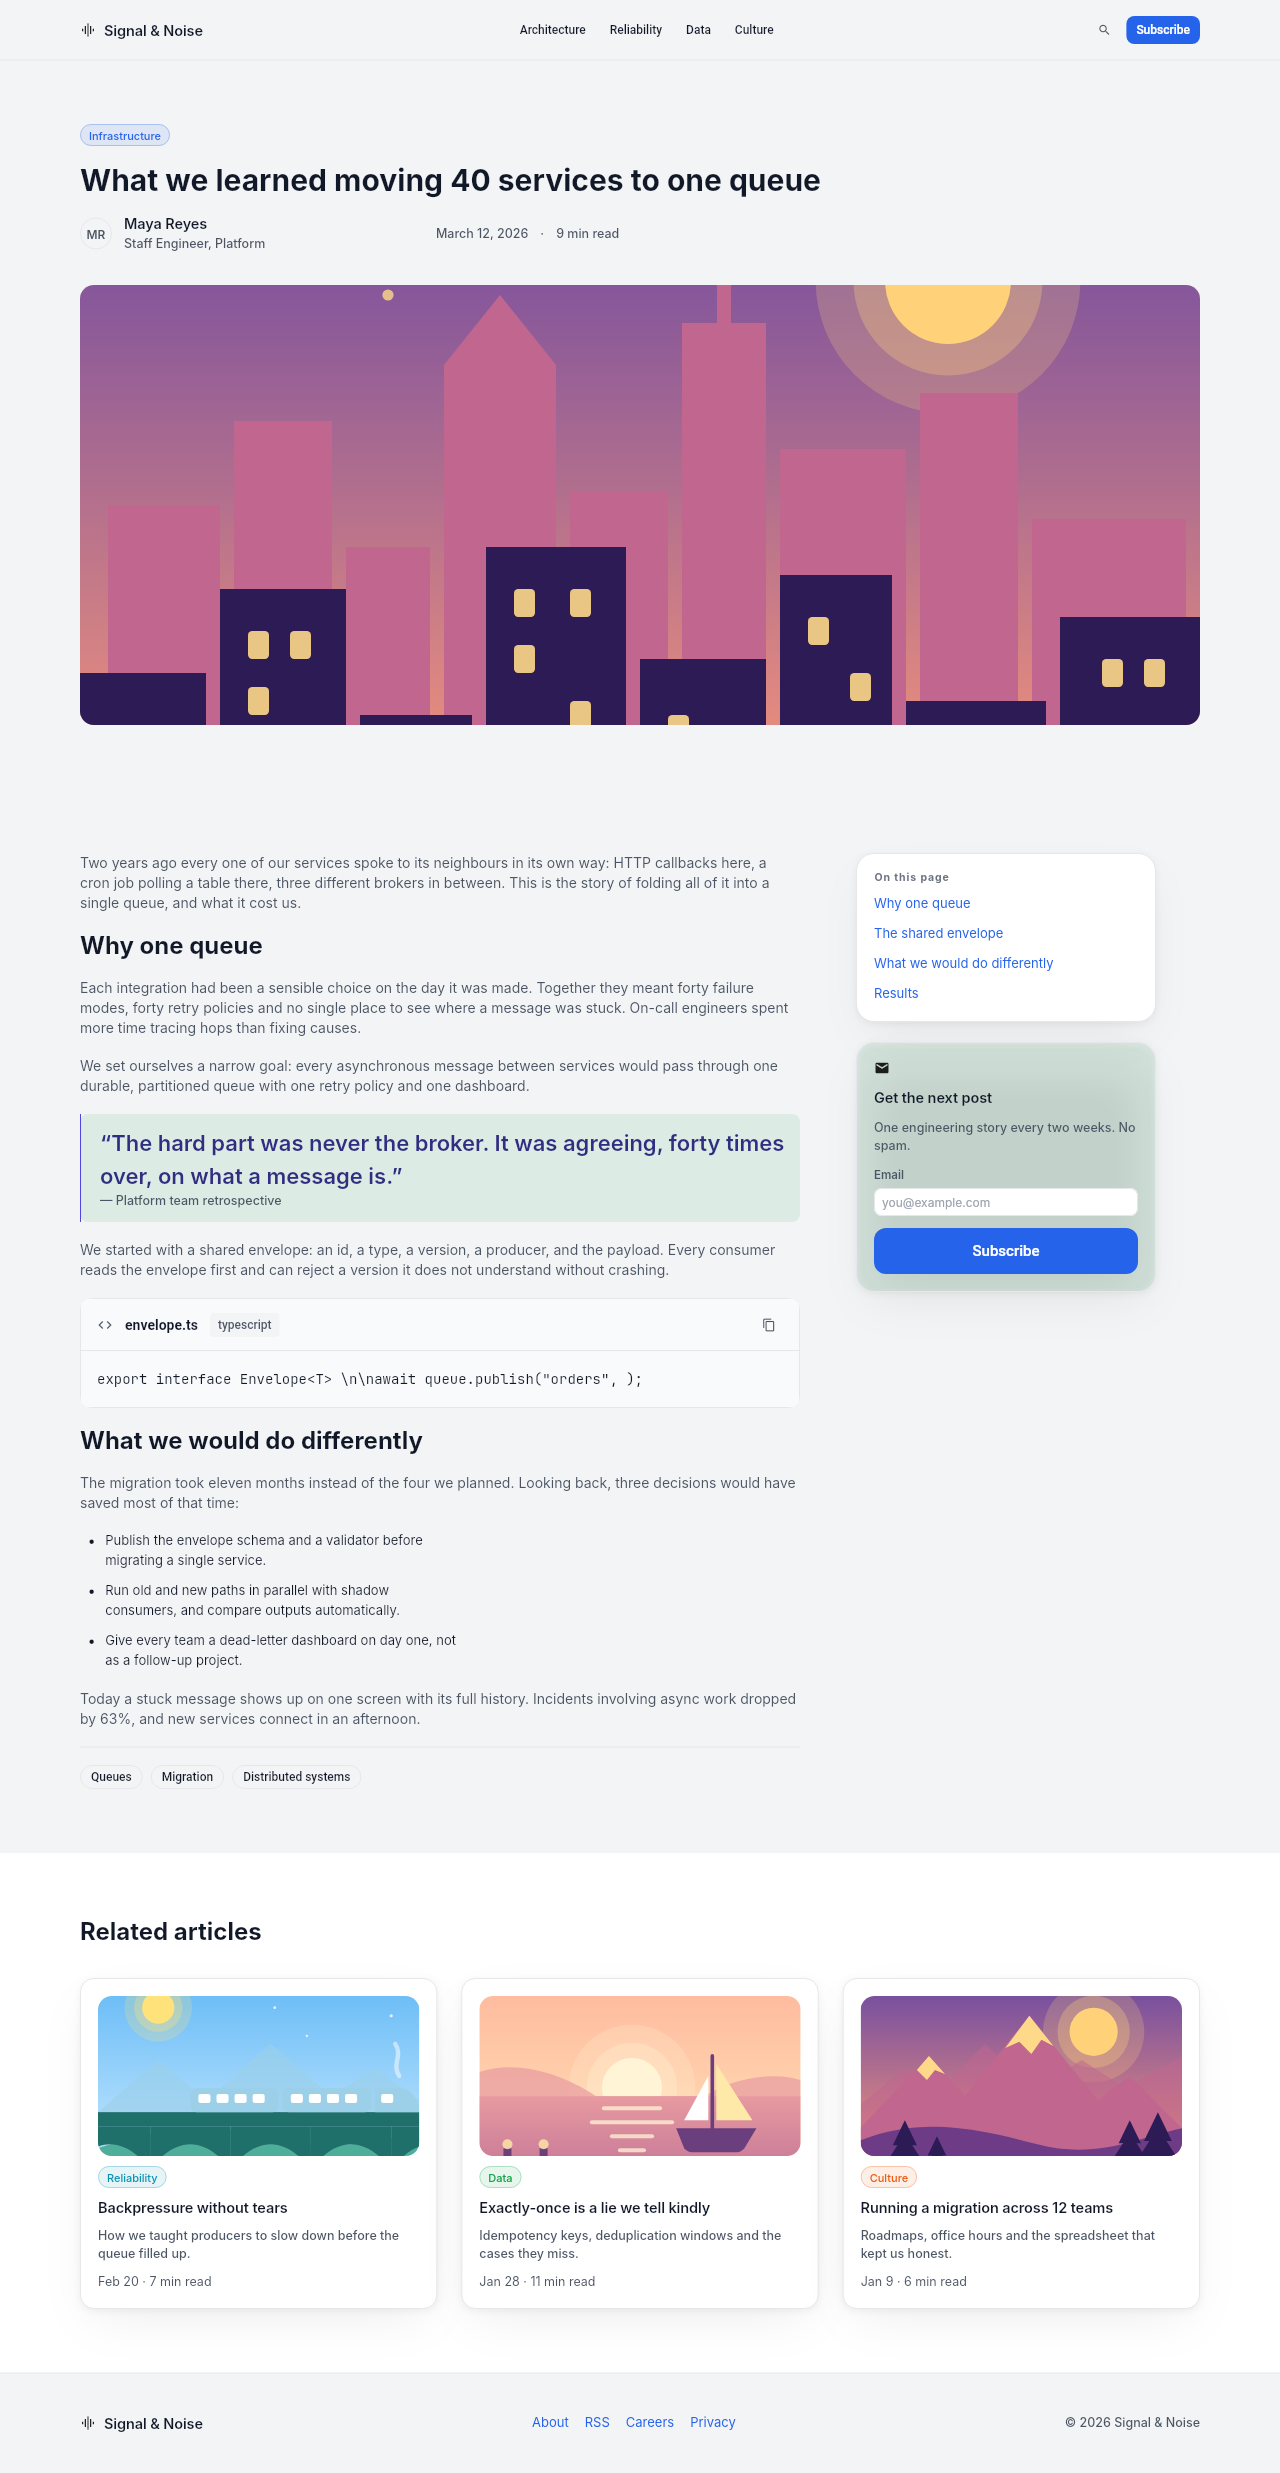 Signal & Noise
Architecture
Reliability
Data
Culture
Subscribe
Infrastructure
What we learned moving 40 services to one queue
MR
Maya Reyes
Staff Engineer, Platform
March 12, 2026 · 9 min read
Two years ago every one of our services spoke to its neighbours in its own way: HTTP callbacks here, a
cron job polling a table there, three different brokers in between. This is the story of folding all of it into a
single queue, and what it cost us.
Why one queue
Each integration had been a sensible choice on the day it was made. Together they meant forty failure
modes, forty retry policies and no single place to see where a message was stuck. On-call engineers spent
more time tracing hops than fixing causes.
We set ourselves a narrow goal: every asynchronous message between services would pass through one
durable, partitioned queue with one retry policy and one dashboard.
“The hard part was never the broker. It was agreeing, forty times
over, on what a message is.”
— Platform team retrospective
We started with a shared envelope: an id, a type, a version, a producer, and the payload. Every consumer
reads the envelope first and can reject a version it does not understand without crashing.
envelope.ts
typescript
export interface Envelope<T> \n\nawait queue.publish("orders", );
What we would do differently
The migration took eleven months instead of the four we planned. Looking back, three decisions would have
saved most of that time:
• Publish the envelope schema and a validator before
migrating a single service.
• Run old and new paths in parallel with shadow
consumers, and compare outputs automatically.
• Give every team a dead-letter dashboard on day one, not
as a follow-up project.
Today a stuck message shows up on one screen with its full history. Incidents involving async work dropped
by 63%, and new services connect in an afternoon.
Queues
Migration
Distributed systems
On this page
Why one queue
The shared envelope
What we would do differently
Results
Get the next post
One engineering story every two weeks. No
spam.
Email
you@example.com
Subscribe
Related articles
Reliability
Backpressure without tears
How we taught producers to slow down before the
queue filled up.
Feb 20 · 7 min read
Data
Exactly-once is a lie we tell kindly
Idempotency keys, deduplication windows and the
cases they miss.
Jan 28 · 11 min read
Culture
Running a migration across 12 teams
Roadmaps, office hours and the spreadsheet that
kept us honest.
Jan 9 · 6 min read
Signal & Noise
About
RSS
Careers
Privacy
© 2026 Signal & Noise